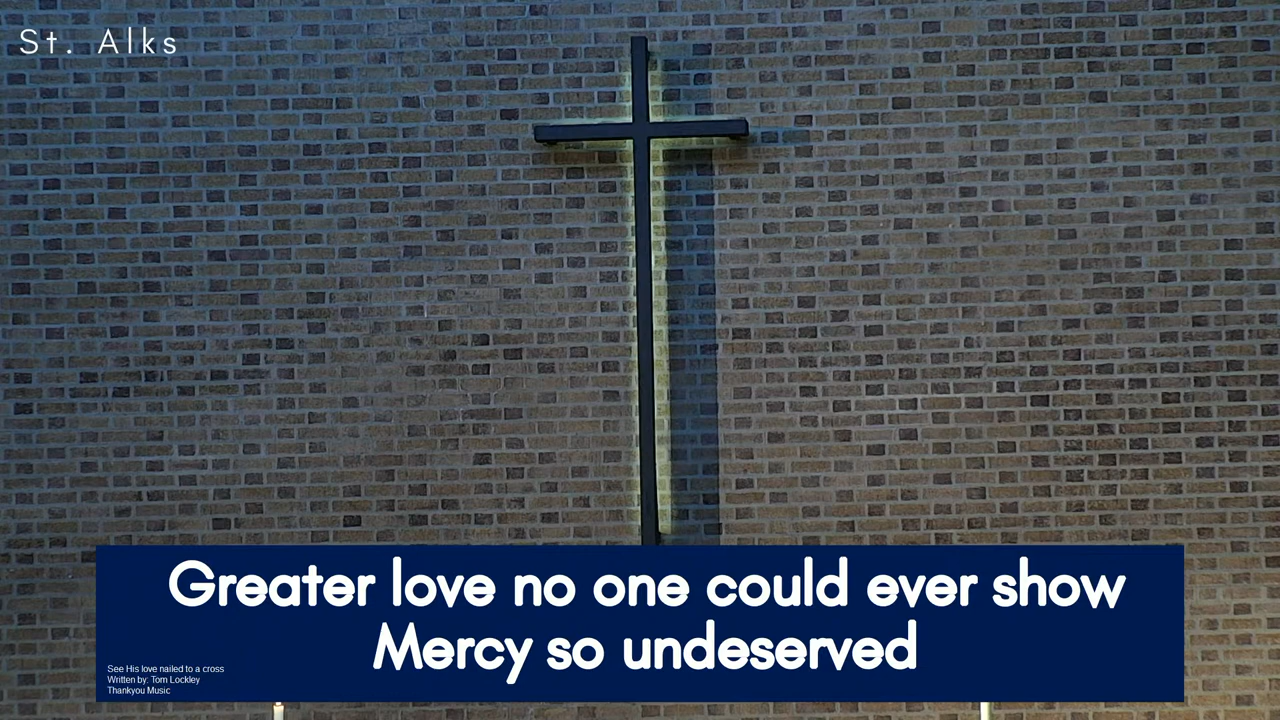 St. Alks
Greater love no one could ever show
Mercy so undeserved
See His love nailed to a cross
Written by: Tom Lockley
Thankyou Music